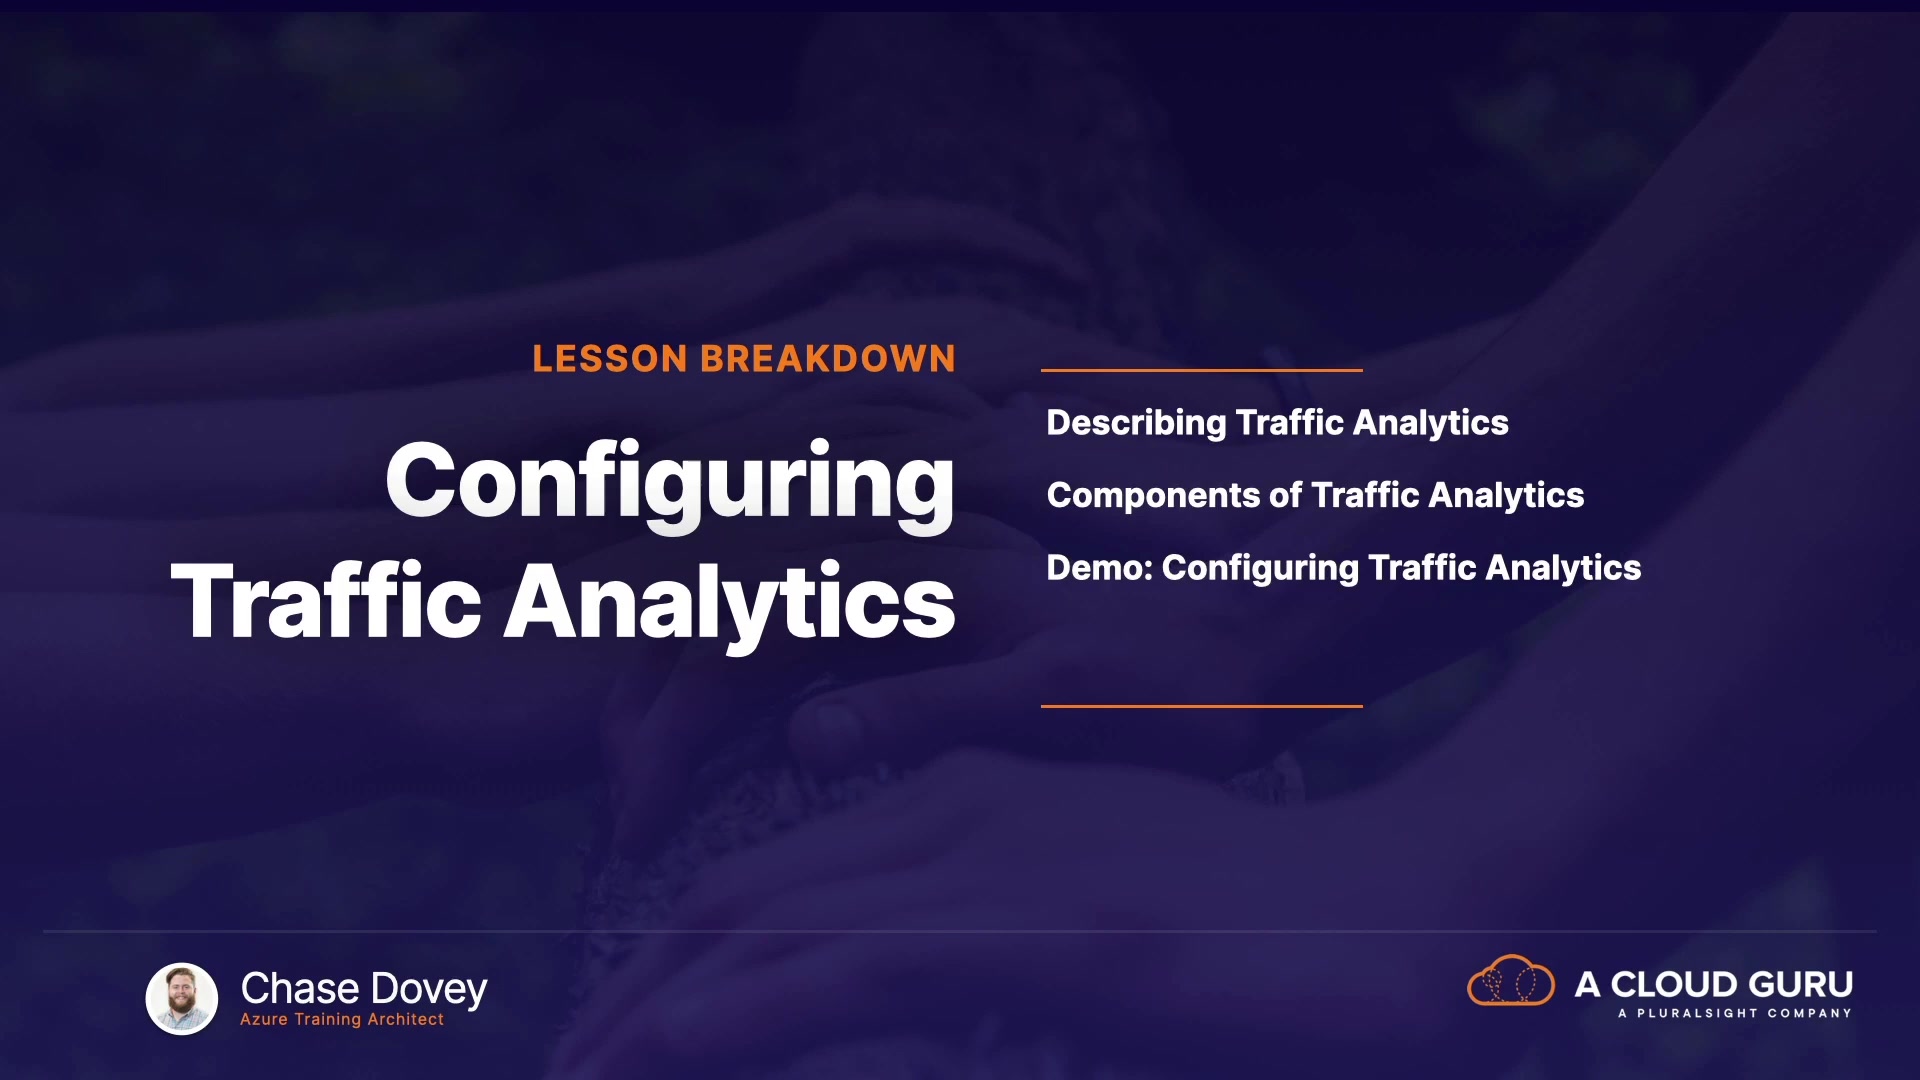 LESSON BREAKDOWN
Configuring
Traffic Analytics
Describing Traffic Analytics
Components of Traffic Analytics
Demo: Configuring Traffic Analytics
Chase Dovey
Azure Training Architect
A CLOUD GURU
A PLURALSIGHT COMPANY